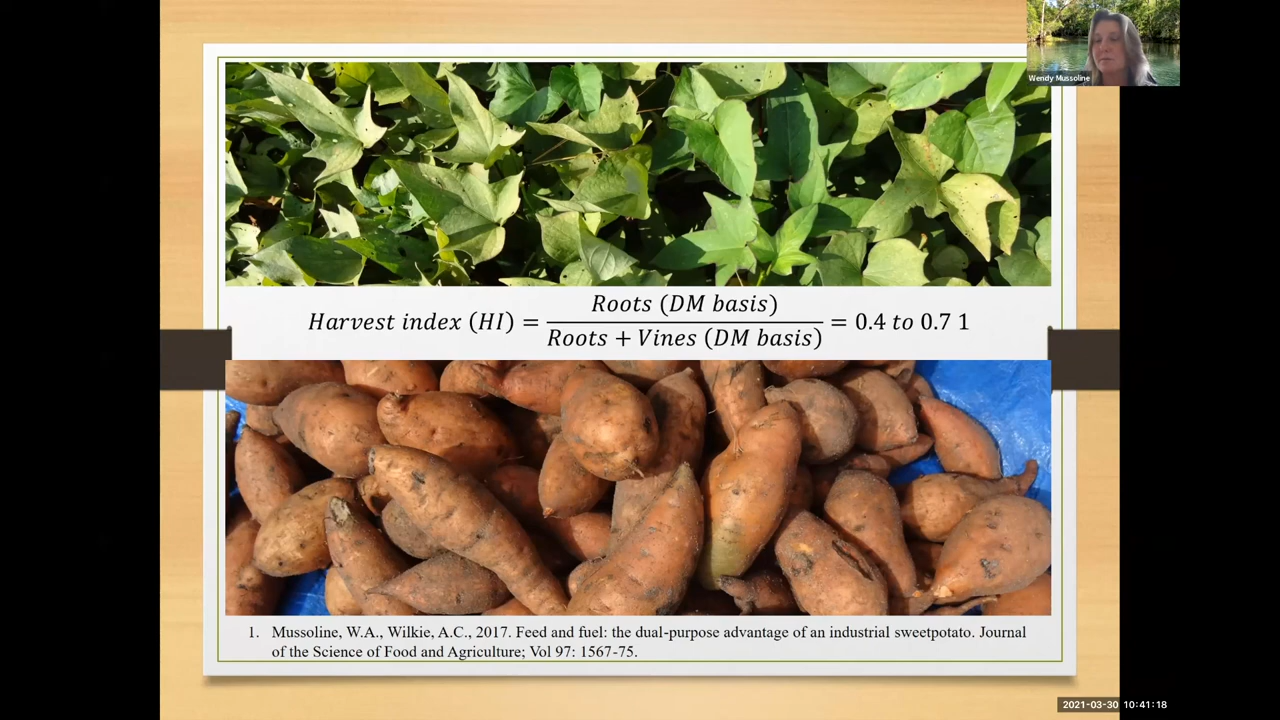 Wendy Mussoline
Harvest index (HI) = Roots (DM basis) / Roots + Vines (DM basis) = 0.4 to 0.7 1
1. Mussoline, W.A., Wilkie, A.C., 2017. Feed and fuel: the dual-purpose advantage of an industrial sweetpotato. Journal
of the Science of Food and Agriculture; Vol 97: 1567-75.
2021-03-30 10:41:18